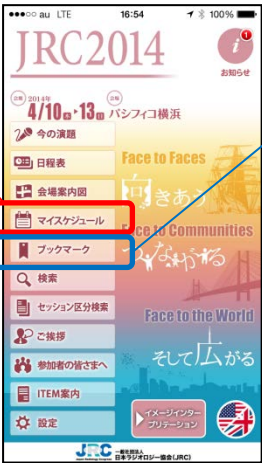 ●●●○○ au LTE 16:54 100%
JRC2014
1
i
お知らせ
会期 2014年 会場
4/10木▶13日 パシフィコ横浜
今の演題
日程表
Face to Faces
会場案内図
向きあう
マイスケジュール
Face to Communities
ブックマーク
つながる
検索
セッション区分検索
Face to the World
ご挨拶
そして広がる
参加者の皆さまへ
ITEM案内
イメージインター
プリテーション
設定
JRC 一般社団法人
日本ラジオロジー協会(JRC)